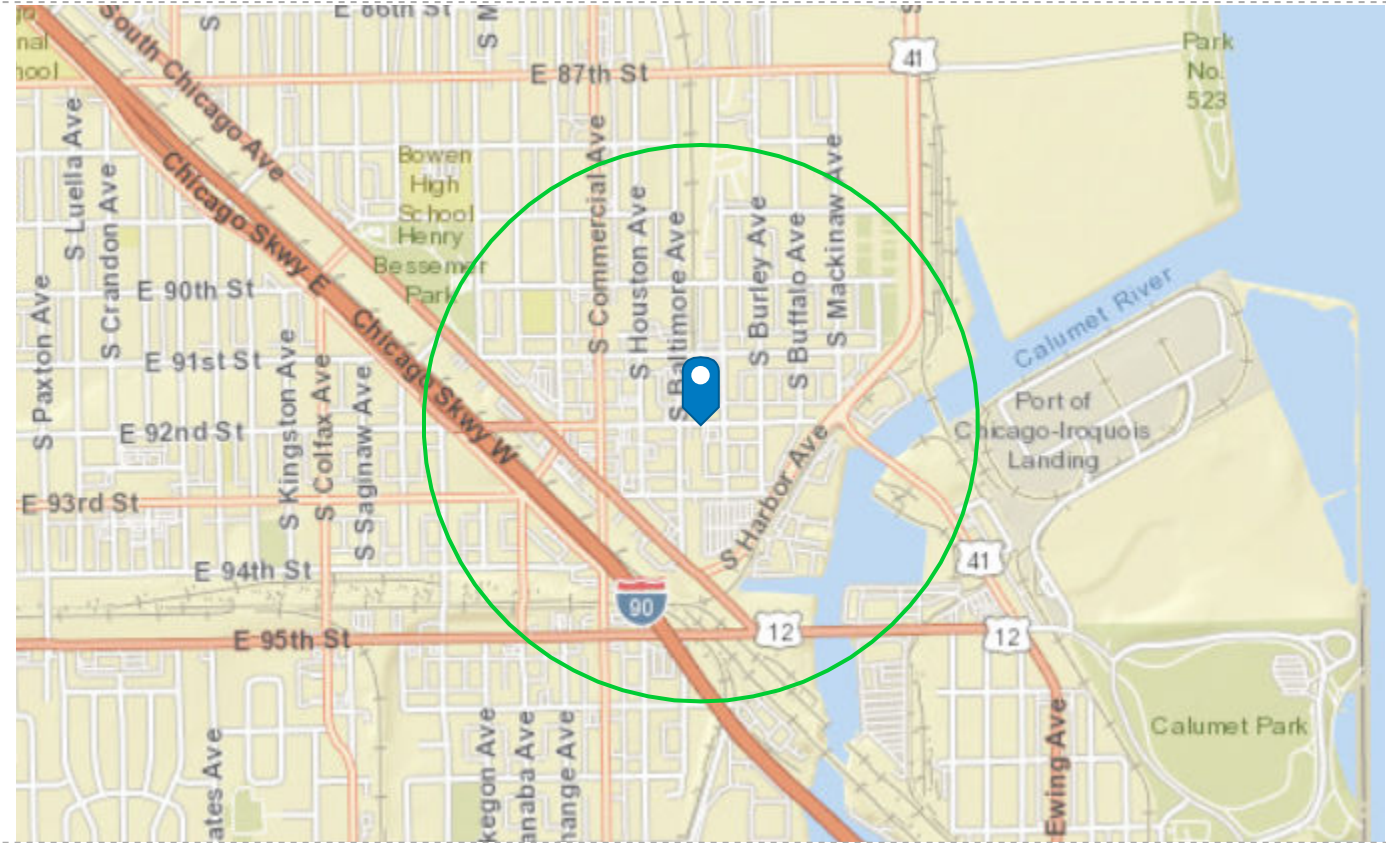 E 86th St
South Chicago Ave
41
E 87th St
Park
No.
523
S Luella Ave
S Crandon Ave
Chicago Skwy E
Bowen
High
School
Henry
Bessemer
Park
S Commercial Ave
S Houston Ave
S Baltimore Ave
S Burley Ave
S Buffalo Ave
S Mackinaw Ave
Calumet River
S Paxton Ave
E 90th St
E 91st St
S Kingston Ave
S Colfax Ave
S Saginaw Ave
Chicago Skwy W
E 92nd St
Port of
Chicago-Iroquois
Landing
E 93rd St
S Harbor Ave
E 94th St
41
90
E 95th St
12
12
Calumet Park
Ewing Ave
ates Ave
kegon Ave
anaba Ave
hange Ave
nal
hool
S
S M